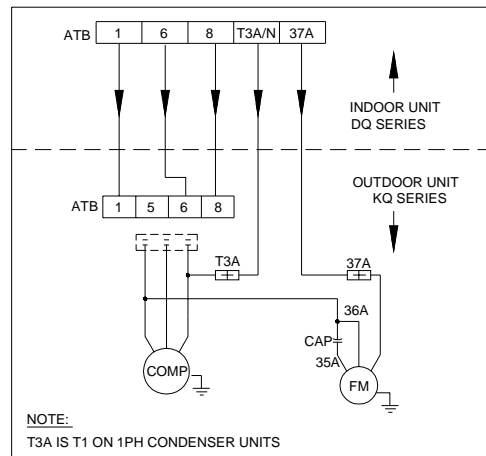 ATB 1 6 8 T3A/N 37A
INDOOR UNIT
DQ SERIES
OUTDOOR UNIT
KQ SERIES
ATB 1 5 6 8
T3A
37A
36A
CAP
35A
COMP
FM
NOTE:
T3A IS T1 ON 1PH CONDENSER UNITS